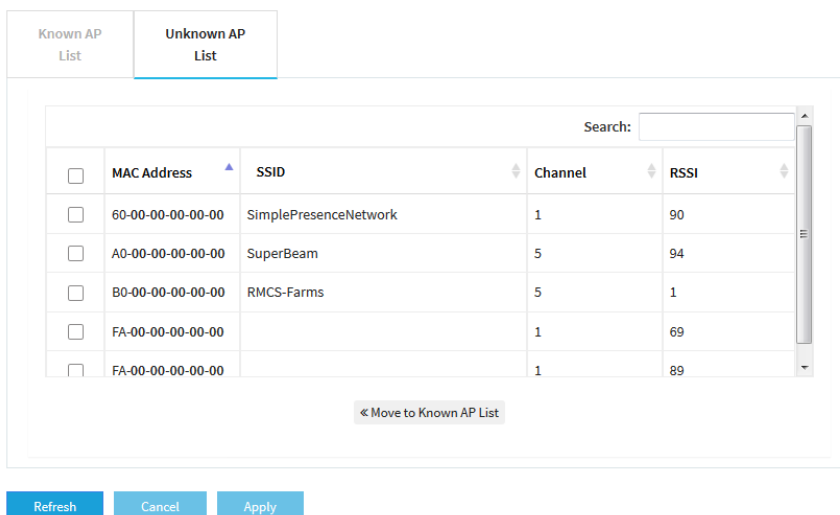 Known AP Unknown AP
List List
Search:
MAC Address SSID Channel RSSI
60-00-00-00-00-00 SimplePresenceNetwork 1 90
A0-00-00-00-00-00 SuperBeam 5 94
B0-00-00-00-00-00 RMCS-Farms 5 1
FA-00-00-00-00-00 1 69
FA-00-00-00-00-00 1 89
« Move to Known AP List
Refresh Cancel Apply